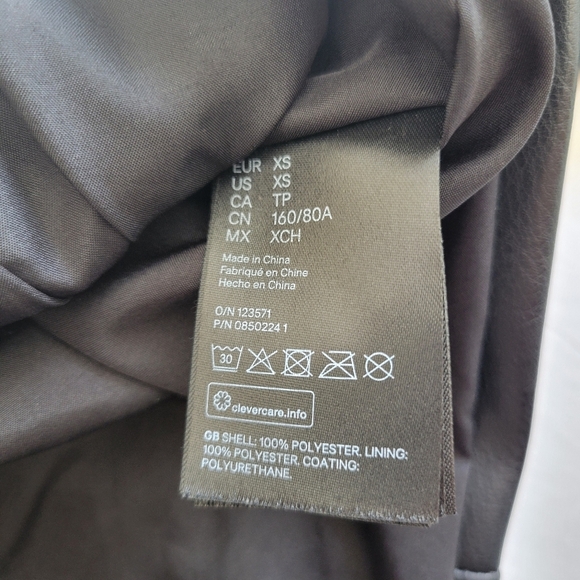 EUR XS
US XS
CA TP
CN 160/80A
MX XCH
Made in China
Fabriqué en Chine
Hecho en China
O/N 123571
P/N 0850224 1
30
clevercare.info
GB SHELL: 100% POLYESTER. LINING:
100% POLYESTER. COATING:
POLYURETHANE.